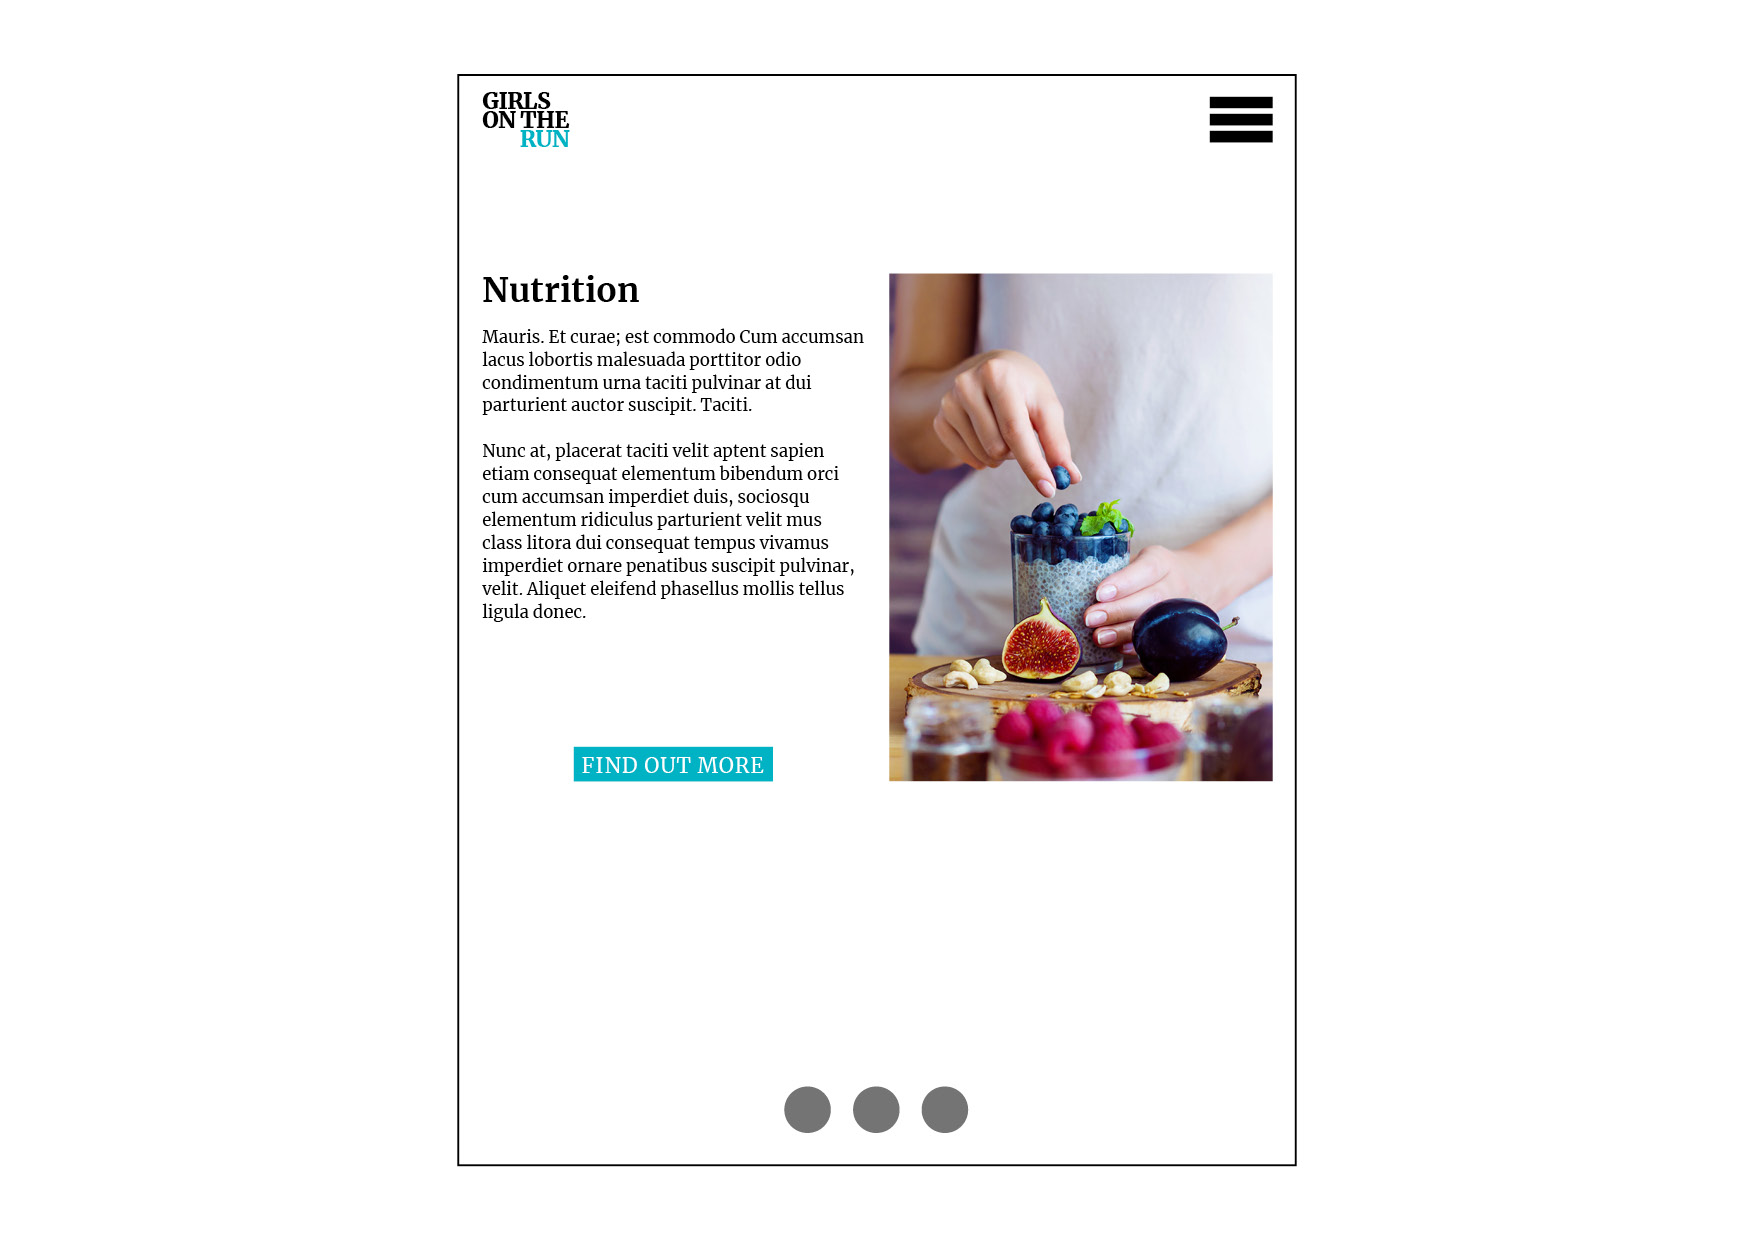 GIRLS
ON THE
RUN
Nutrition
Mauris. Et curae; est commodo Cum accumsan
lacus lobortis malesuada porttitor odio
condimentum urna taciti pulvinar at dui
parturient auctor suscipit. Taciti.
Nunc at, placerat taciti velit aptent sapien
etiam consequat elementum bibendum orci
cum accumsan imperdiet duis, sociosqu
elementum ridiculus parturient velit mus
class litora dui consequat tempus vivamus
imperdiet ornare penatibus suscipit pulvinar,
velit. Aliquet eleifend phasellus mollis tellus
ligula donec.
FIND OUT MORE